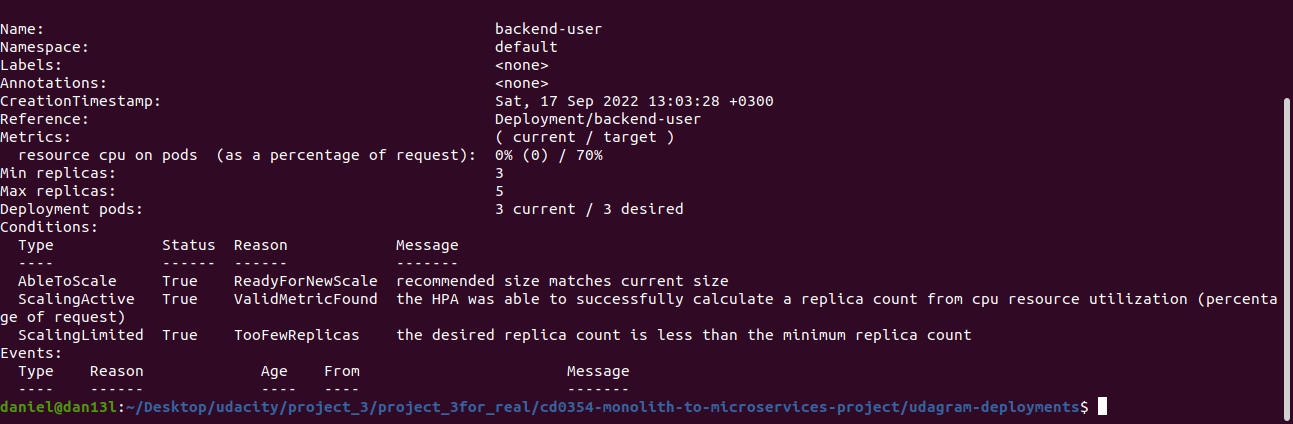 Name:                                                  backend-user
Namespace:                                             default
Labels:                                                <none>
Annotations:                                           <none>
CreationTimestamp:                                     Sat, 17 Sep 2022 13:03:28 +0300
Reference:                                             Deployment/backend-user
Metrics:                                               ( current / target )
  resource cpu on pods  (as a percentage of request):  0% (0) / 70%
Min replicas:                                          3
Max replicas:                                          5
Deployment pods:                                       3 current / 3 desired
Conditions:
  Type            Status  Reason            Message
  ----            ------  ------            -------
  AbleToScale     True    ReadyForNewScale  recommended size matches current size
  ScalingActive   True    ValidMetricFound  the HPA was able to successfully calculate a replica count from cpu resource utilization (percenta
ge of request)
  ScalingLimited  True    TooFewReplicas    the desired replica count is less than the minimum replica count
Events:
  Type    Reason             Age   From                       Message
  ----    ------             ----  ----                       -------
daniel@dan13l:~/Desktop/udacity/project_3/project_3for_real/cd0354-monolith-to-microservices-project/udagram-deployments$